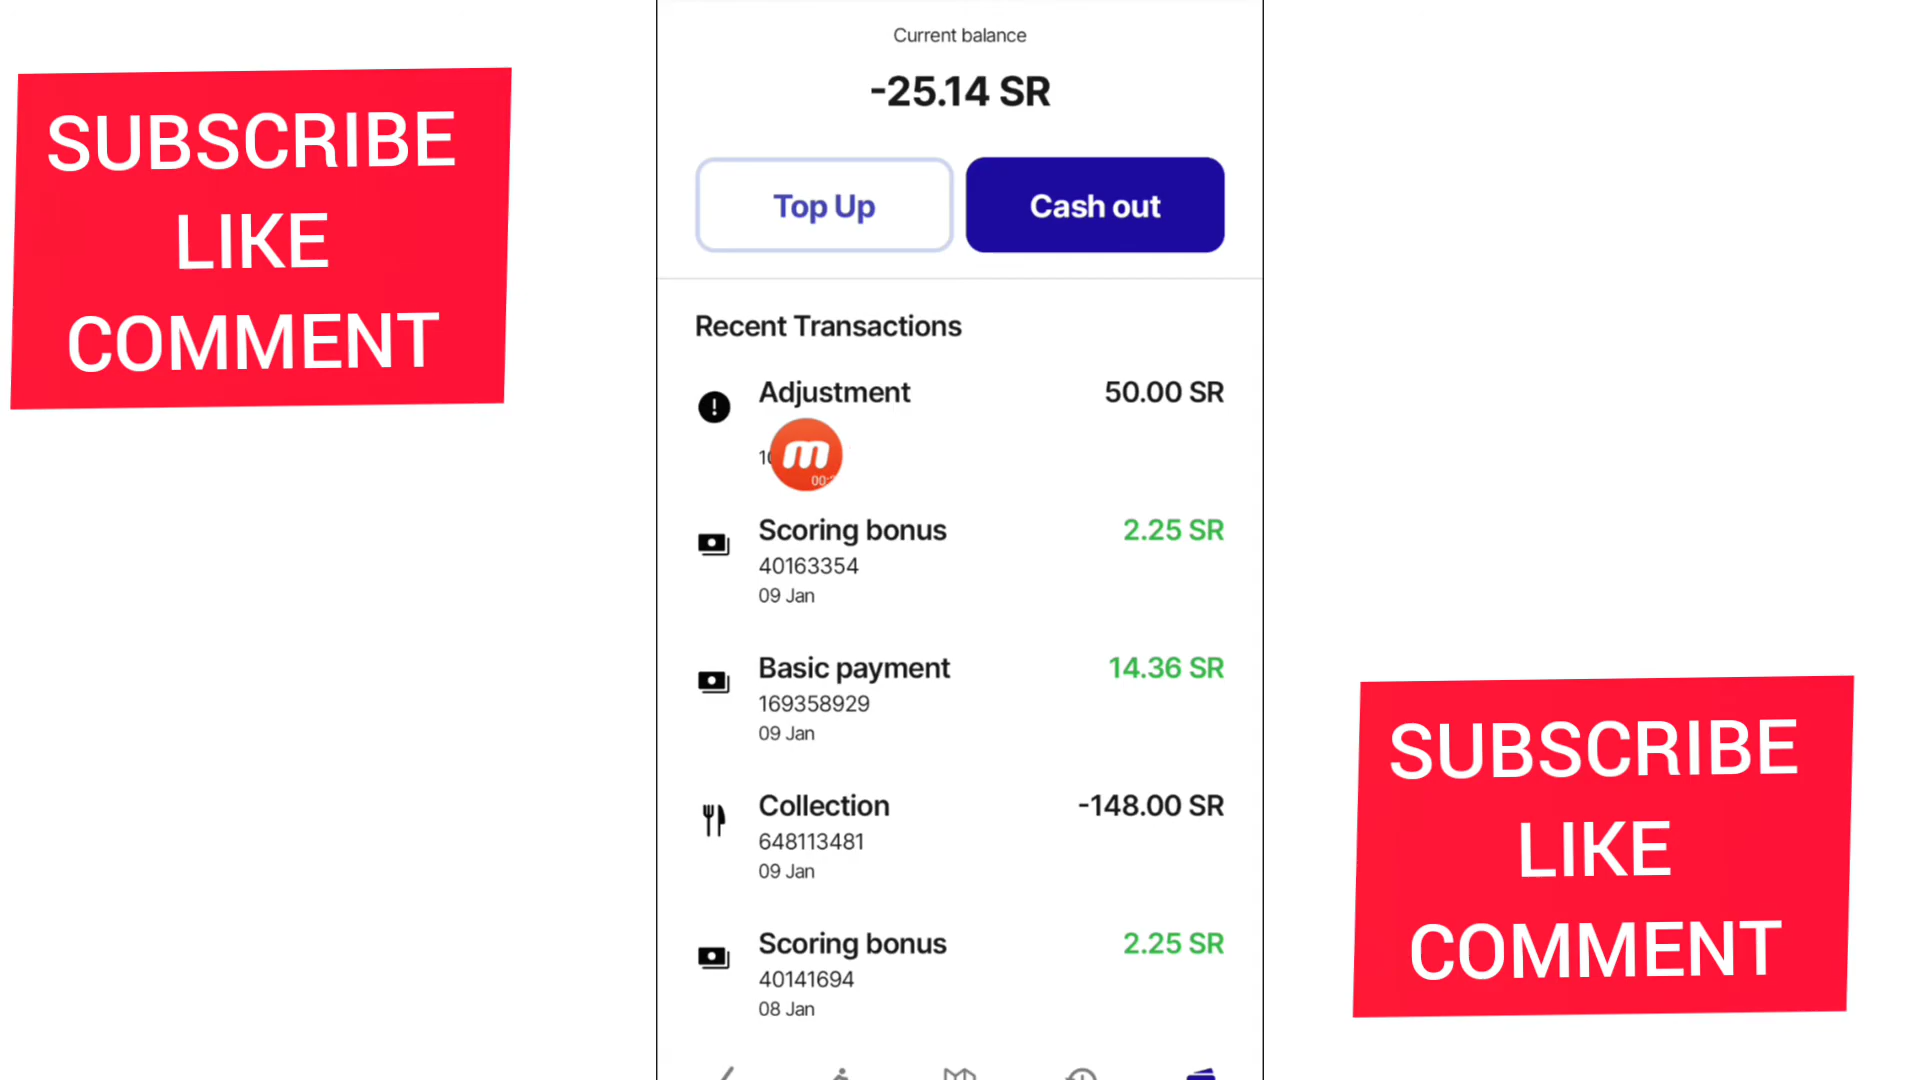 SUBSCRIBE
LIKE
COMMENT
Current balance
-25.14 SR
Top Up
Cash out
Recent Transactions
Adjustment
50.00 SR
m
Scoring bonus
2.25 SR
40163354
09 Jan
Basic payment
14.36 SR
169358929
09 Jan
Collection
-148.00 SR
648113481
09 Jan
Scoring bonus
2.25 SR
40141694
08 Jan
SUBSCRIBE
LIKE
COMMENT